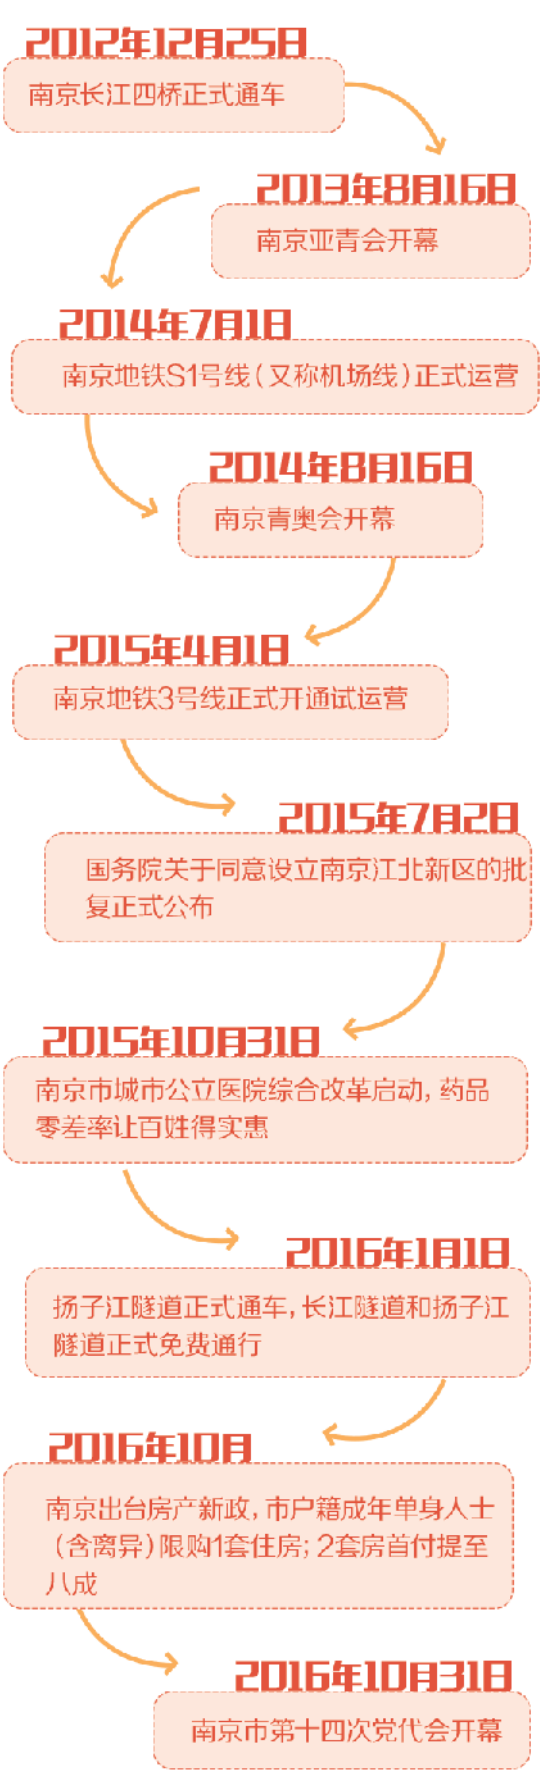 2012年12月25日
南京长江四桥正式通车
2013年8月16日
南京亚青会开幕
2014年7月1日
南京地铁S1号线(又称机场线)正式运营
2014年8月16日
南京青奥会开幕
2015年4月1日
南京地铁3号线正式开通试运营
2015年7月2日
国务院关于同意设立南京江北新区的批
复正式公布
2015年10月31日
南京市城市公立医院综合改革启动,药品
零差率让百姓得实惠
2016年1月1日
扬子江隧道正式通车,长江隧道和扬子江
隧道正式免费通行
2016年10月
南京出台房产新政,市户籍成年单身人士
(含离异)限购1套住房;2套房首付提至
八成
2016年10月31日
南京市第十四次党代会开幕